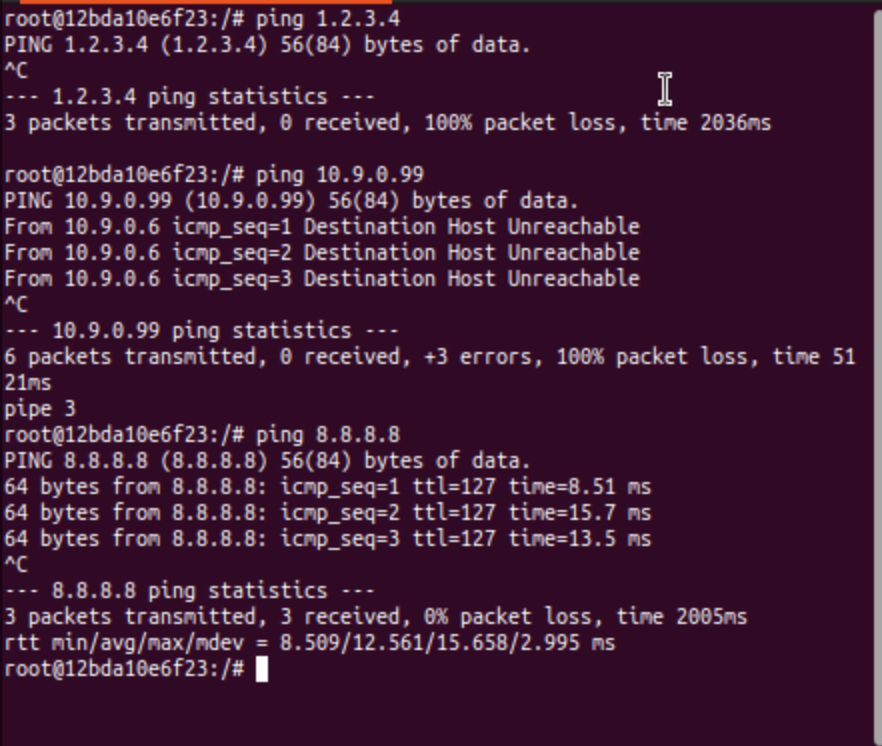 root@12bda10e6f23:/# ping 1.2.3.4
PING 1.2.3.4 (1.2.3.4) 56(84) bytes of data.
^C
--- 1.2.3.4 ping statistics ---
3 packets transmitted, 0 received, 100% packet loss, time 2036ms

root@12bda10e6f23:/# ping 10.9.0.99
PING 10.9.0.99 (10.9.0.99) 56(84) bytes of data.
From 10.9.0.6 icmp_seq=1 Destination Host Unreachable
From 10.9.0.6 icmp_seq=2 Destination Host Unreachable
From 10.9.0.6 icmp_seq=3 Destination Host Unreachable
^C
--- 10.9.0.99 ping statistics ---
6 packets transmitted, 0 received, +3 errors, 100% packet loss, time 51
21ms
pipe 3
root@12bda10e6f23:/# ping 8.8.8.8
PING 8.8.8.8 (8.8.8.8) 56(84) bytes of data.
64 bytes from 8.8.8.8: icmp_seq=1 ttl=127 time=8.51 ms
64 bytes from 8.8.8.8: icmp_seq=2 ttl=127 time=15.7 ms
64 bytes from 8.8.8.8: icmp_seq=3 ttl=127 time=13.5 ms
^C
--- 8.8.8.8 ping statistics ---
3 packets transmitted, 3 received, 0% packet loss, time 2005ms
rtt min/avg/max/mdev = 8.509/12.561/15.658/2.995 ms
root@12bda10e6f23:/#